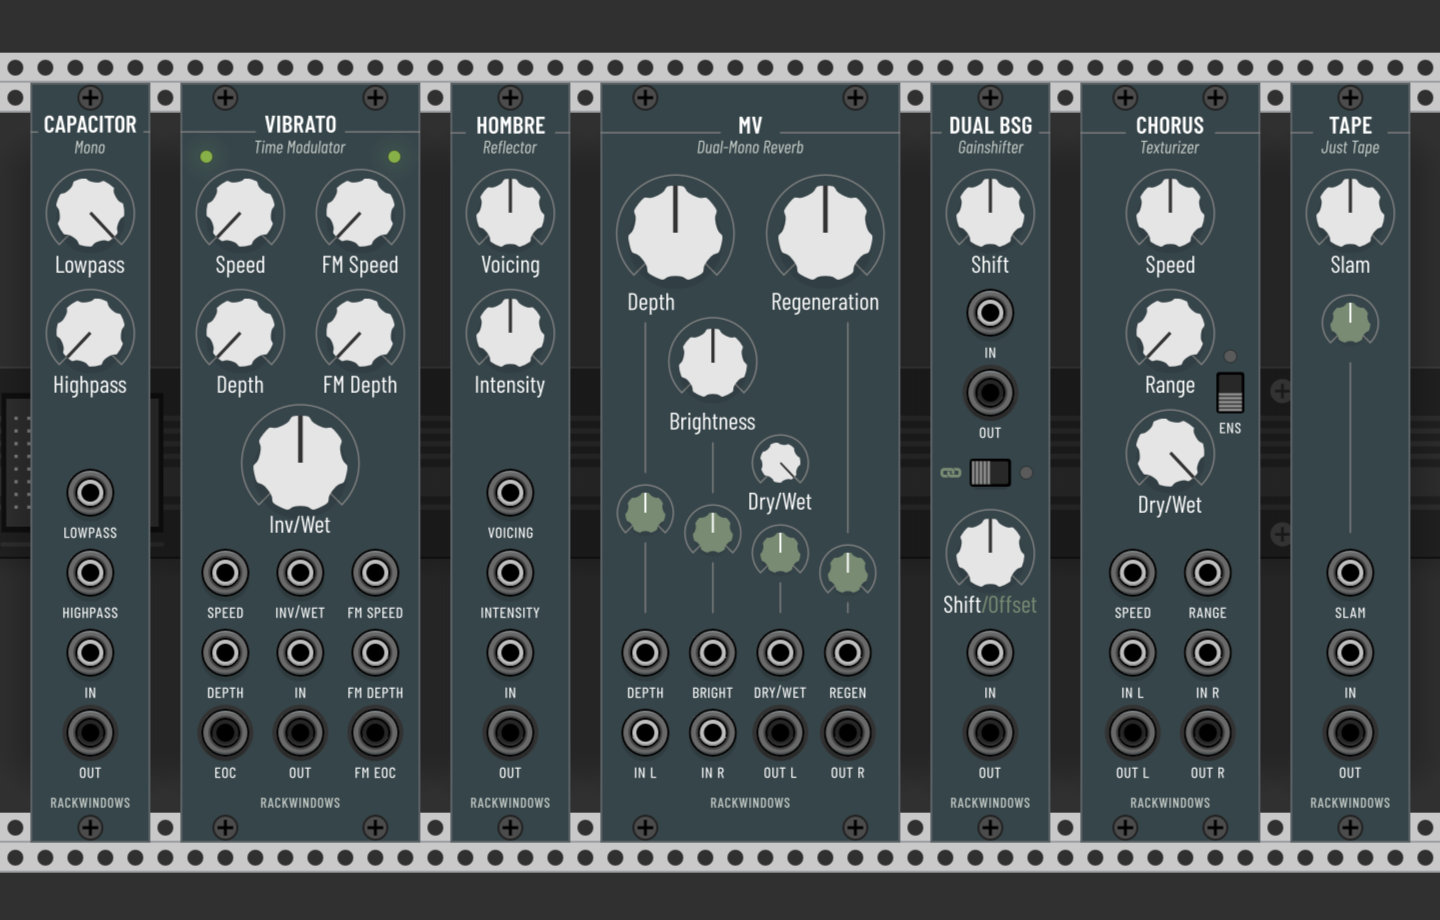 CAPACITOR
Mono
Lowpass
Highpass
LOWPASS
HIGHPASS
IN
OUT
RACKWINDOWS
VIBRATO
Time Modulator
Speed FM Speed
Depth FM Depth
Inv/Wet
SPEED INV/WET FM SPEED
DEPTH IN FM DEPTH
EOC OUT FM EOC
RACKWINDOWS
HOMBRE
Reflector
Voicing
Intensity
VOICING
INTENSITY
IN
OUT
RACKWINDOWS
MV
Dual-Mono Reverb
Depth Regeneration
Brightness
Dry/Wet
DEPTH BRIGHT DRY/WET REGEN
IN L IN R OUT L OUT R
RACKWINDOWS
DUAL BSG
Gainshifter
Shift
IN
OUT
Shift/Offset
IN
OUT
RACKWINDOWS
CHORUS
Texturizer
Speed
Range
ENS
Dry/Wet
SPEED RANGE
IN L IN R
OUT L OUT R
RACKWINDOWS
TAPE
Just Tape
Slam
SLAM
IN
OUT
RACKWINDOWS